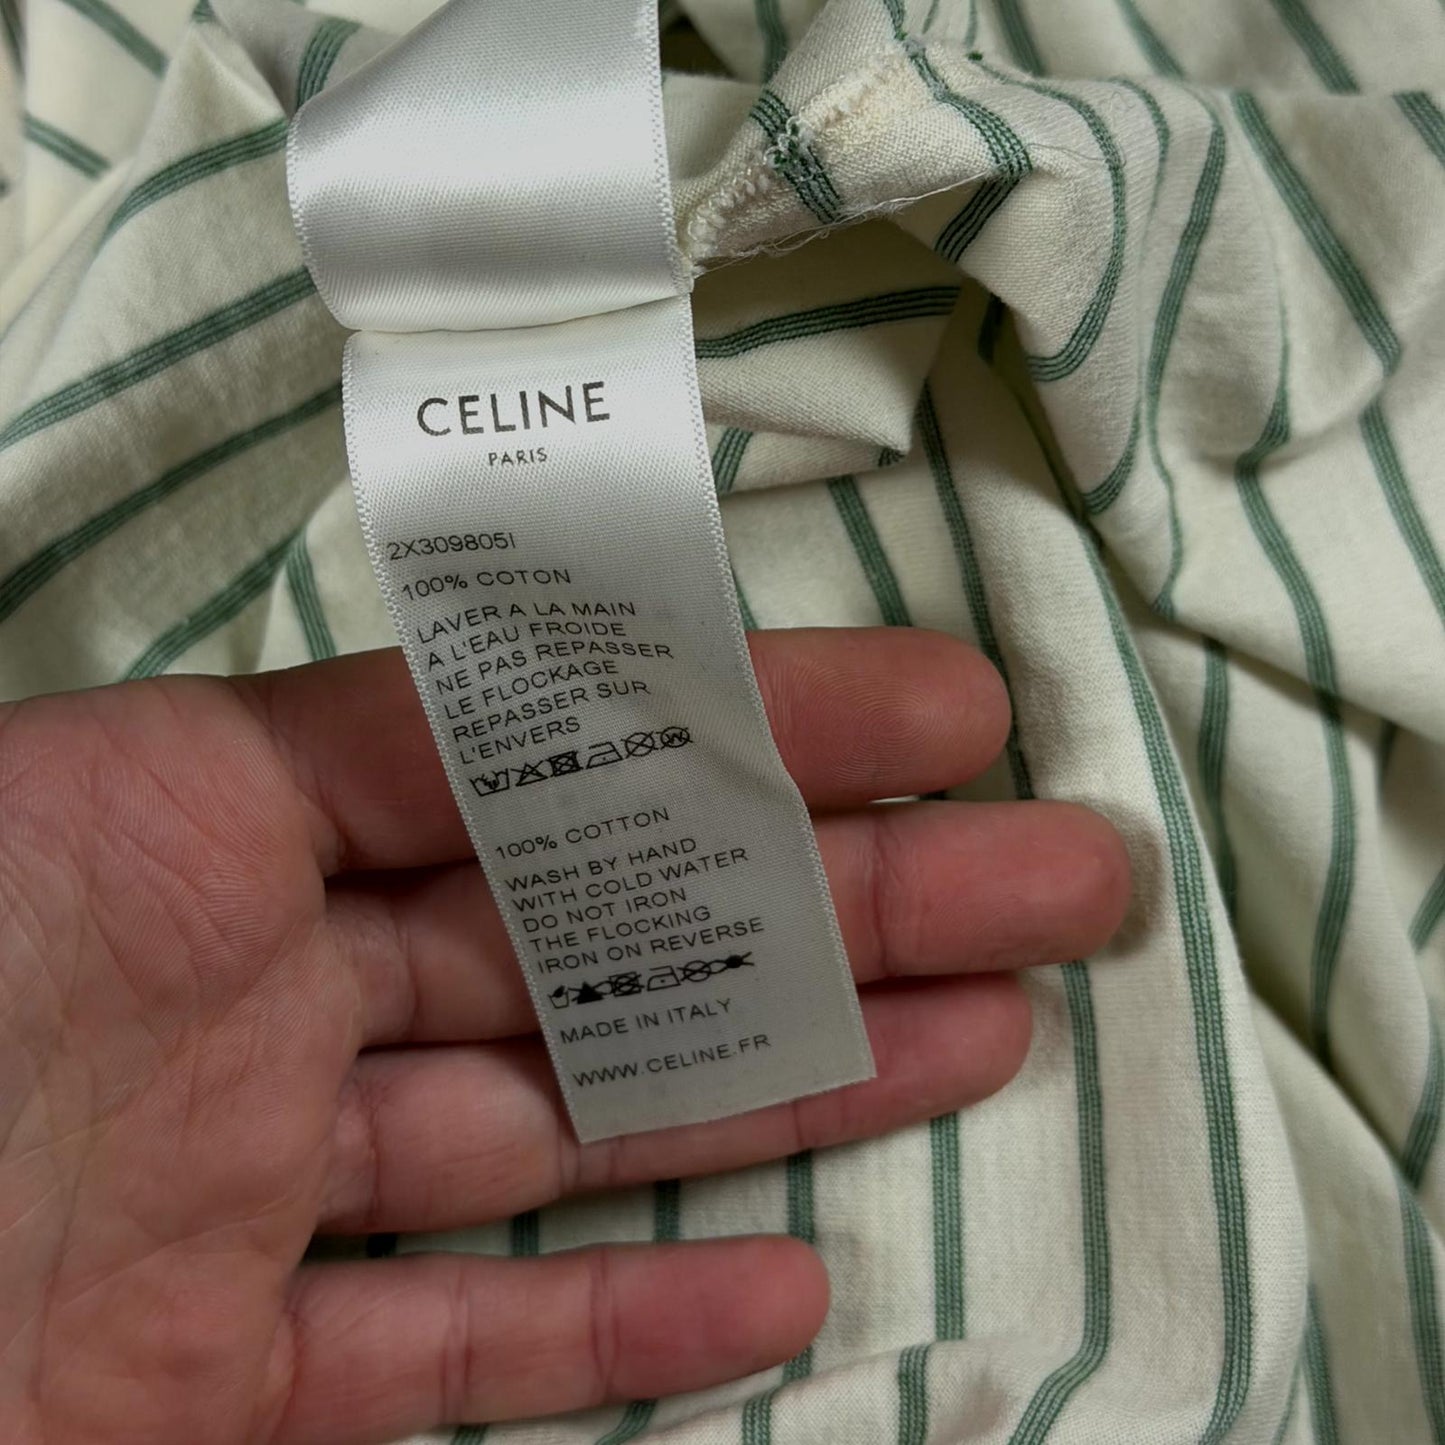 CELINE
PARIS
2X309805I
100% COTON
LAVER A LA MAIN
A L'EAU FROIDE
NE PAS REPASSER
LE FLOCKAGE
REPASSER SUR
L'ENVERS
W
100% COTTON
WASH BY HAND
WITH COLD WATER
DO NOT IRON
THE FLOCKING
IRON ON REVERSE
MADE IN ITALY
WWW.CELINE.FR